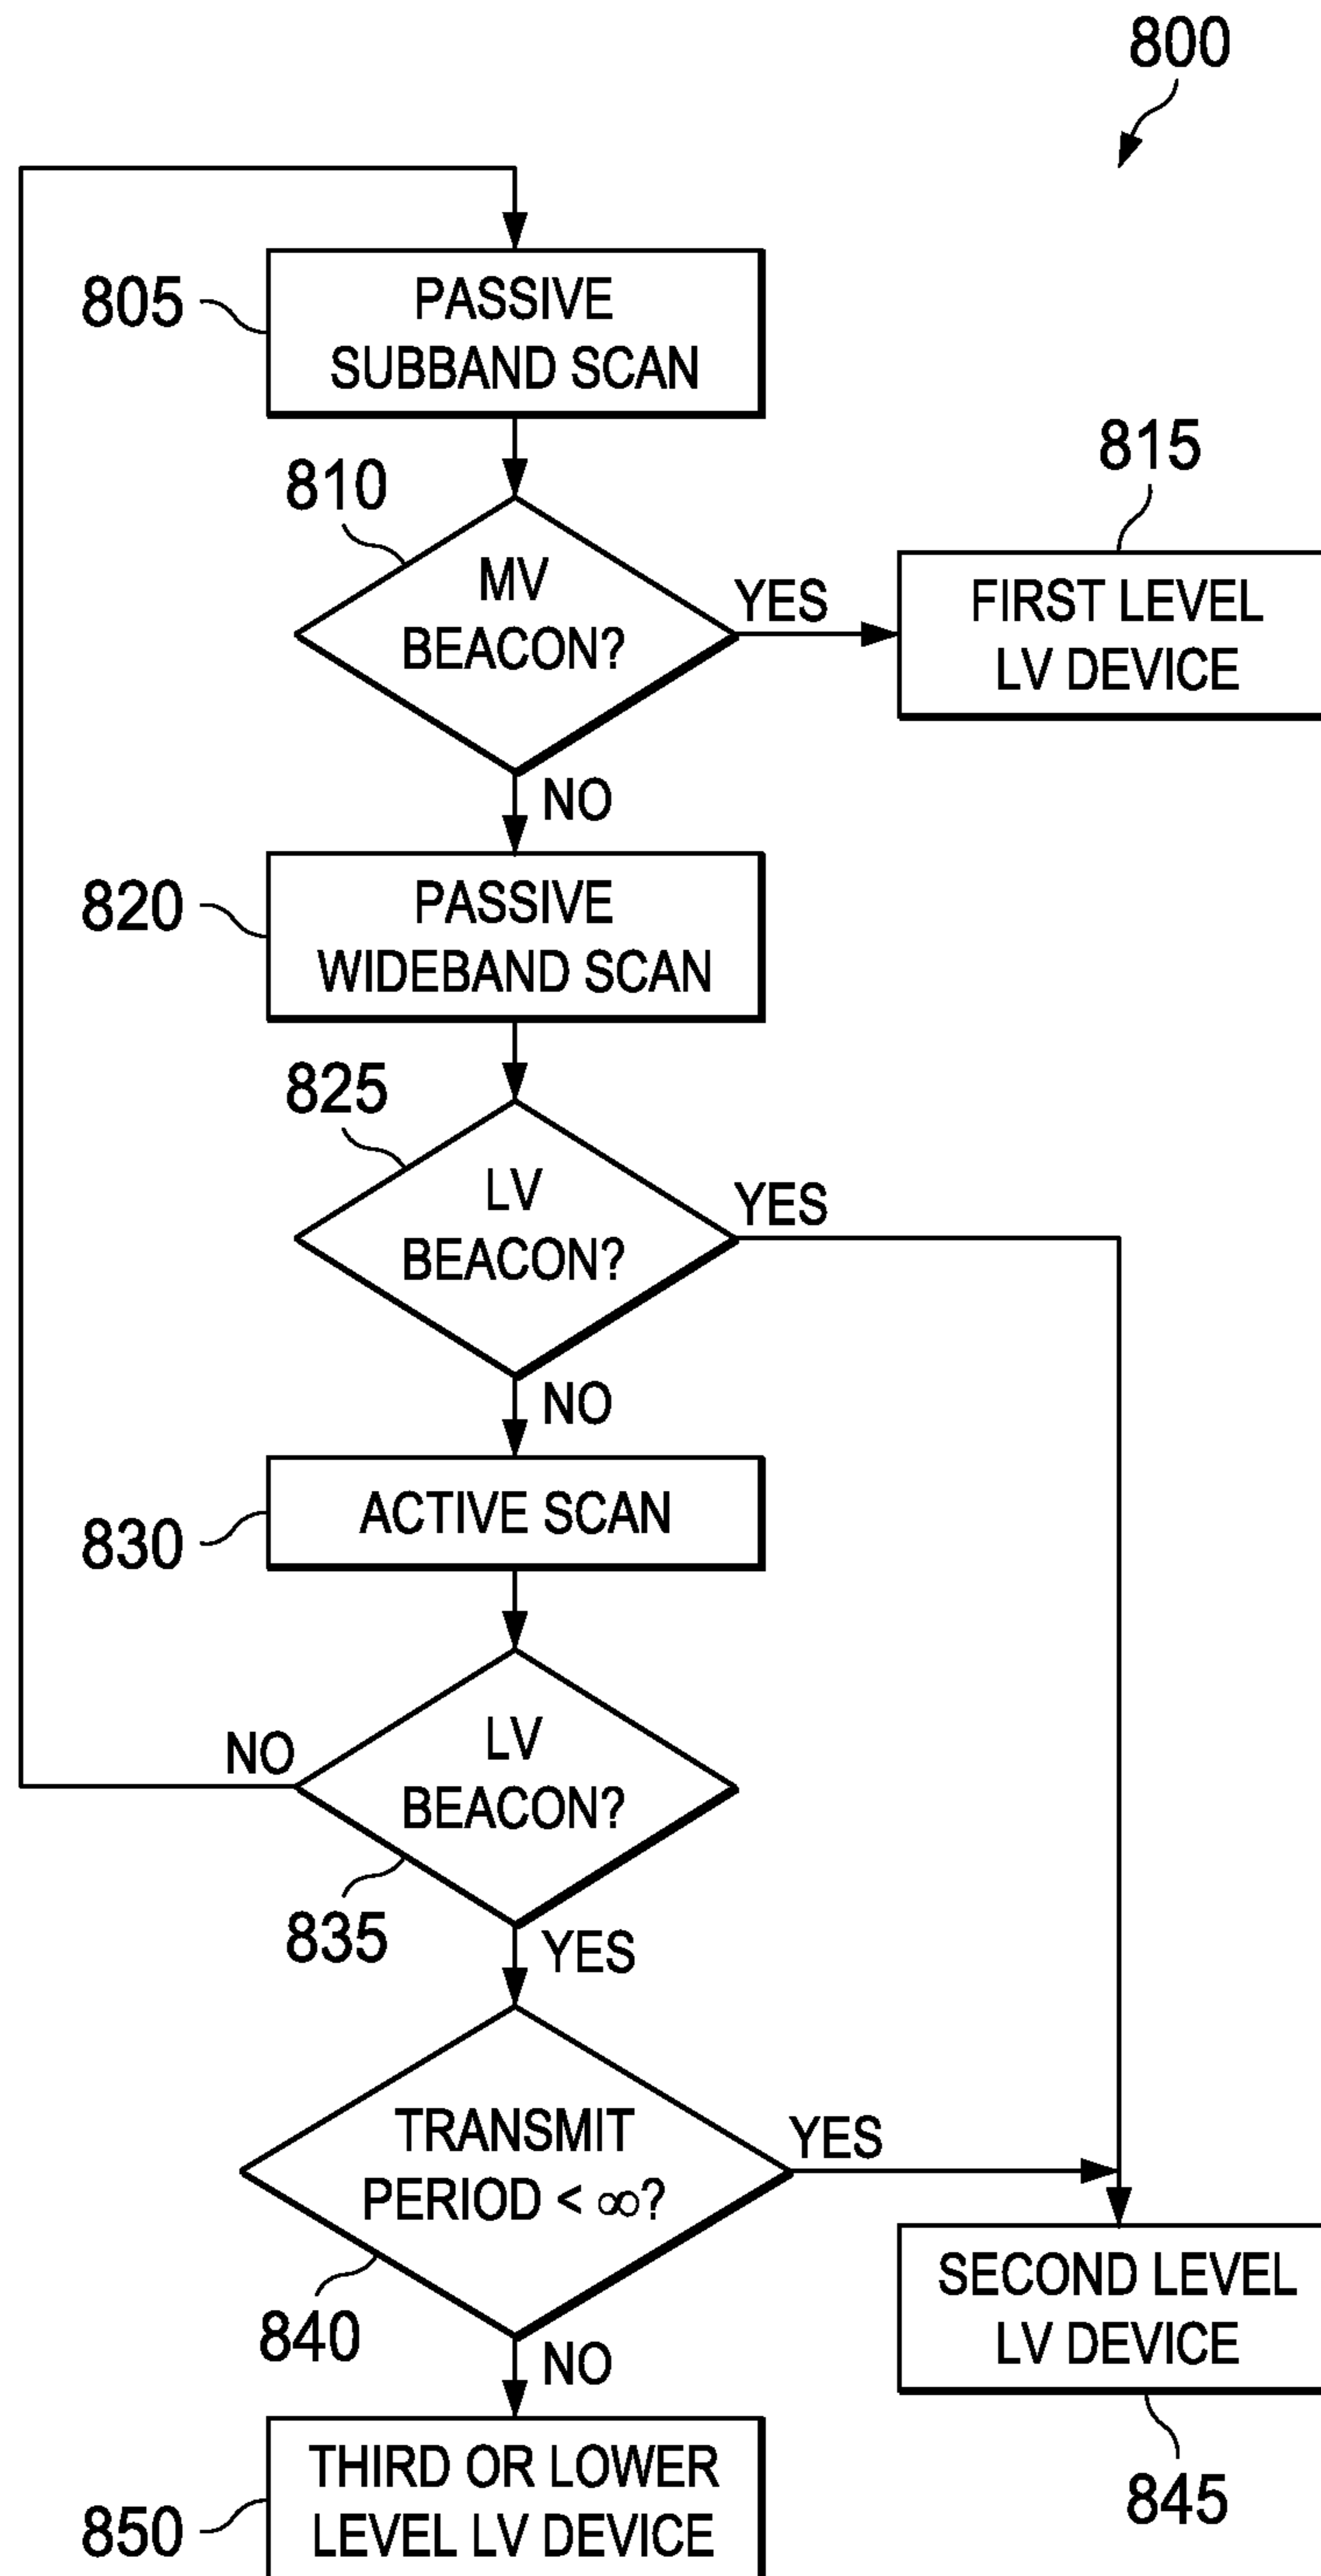 800
805
PASSIVE
SUBBAND SCAN
810
MV
BEACON?
YES
815
FIRST LEVEL
LV DEVICE
NO
820
PASSIVE
WIDEBAND SCAN
825
LV
BEACON?
YES
NO
830
ACTIVE SCAN
LV
BEACON?
NO
835
YES
TRANSMIT
PERIOD < ∞?
YES
840
NO
SECOND LEVEL
LV DEVICE
845
850
THIRD OR LOWER
LEVEL LV DEVICE